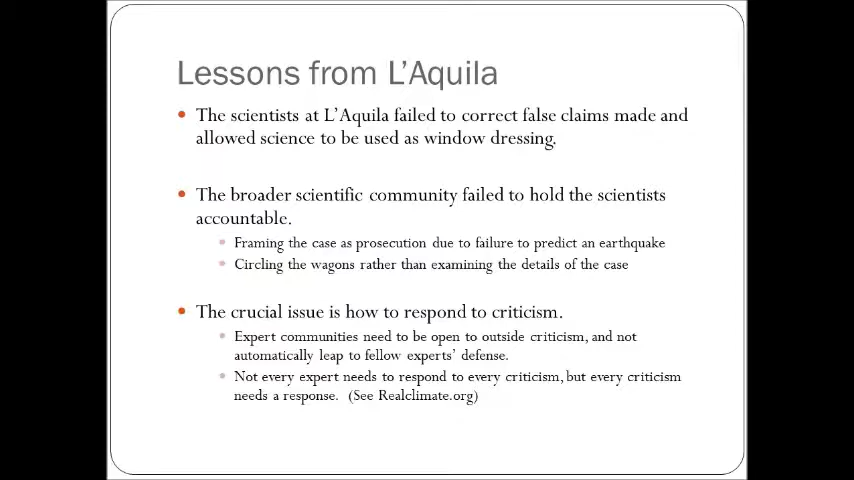 Lessons from L’Aquila
• The scientists at L’Aquila failed to correct false claims made and
allowed science to be used as window dressing.
• The broader scientific community failed to hold the scientists
accountable.
• Framing the case as prosecution due to failure to predict an earthquake
• Circling the wagons rather than examining the details of the case
• The crucial issue is how to respond to criticism.
• Expert communities need to be open to outside criticism, and not
automatically leap to fellow experts’ defense.
• Not every expert needs to respond to every criticism, but every criticism
needs a response. (See Realclimate.org)